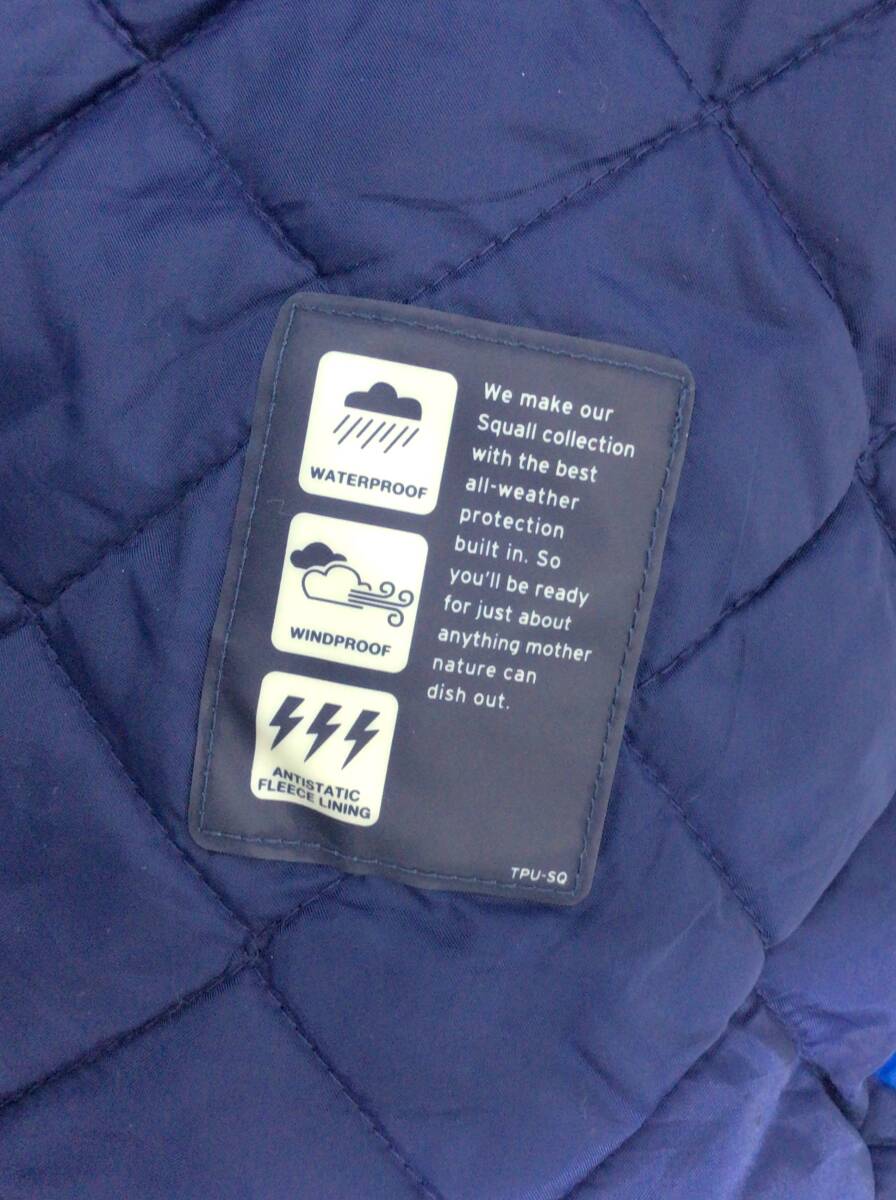 WATERPROOF
WINDPROOF
ANTISTATIC
FLEECE LINING
We make our
Squall collection
with the best
all-weather
protection
built in. So
you'll be ready
for just about
anything mother
nature can
dish out.
TPU-SQ